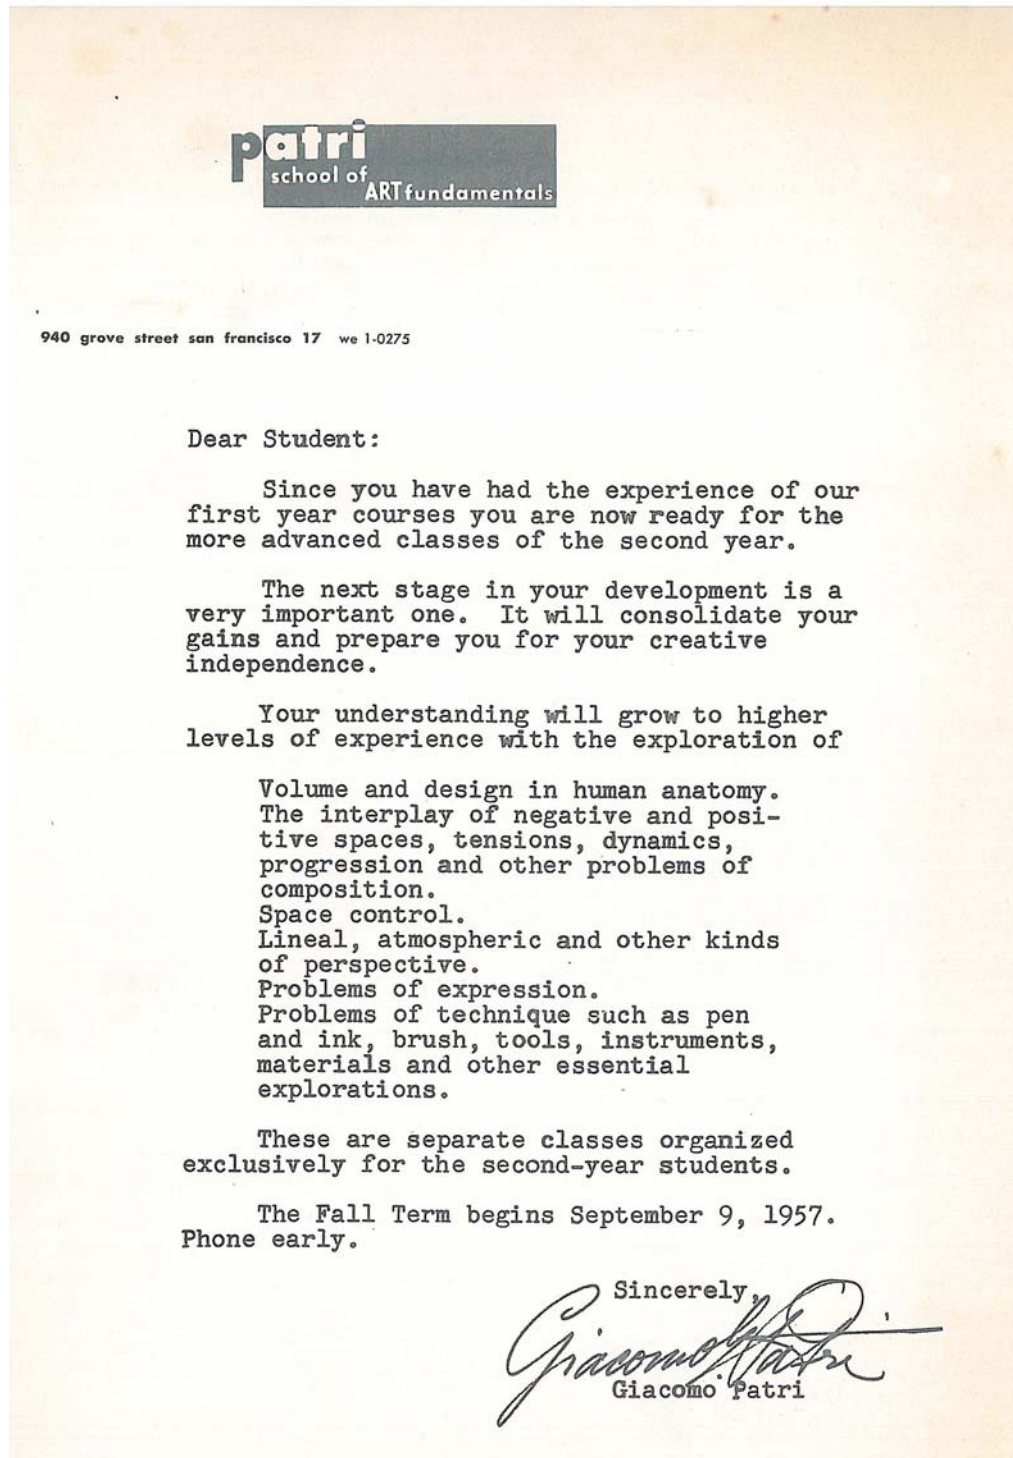 patri
school of
ART fundamentals
940 grove street san francisco 17 we 1-0275
Dear Student:
Since you have had the experience of our
first year courses you are now ready for the
more advanced classes of the second year.
The next stage in your development is a
very important one. It will consolidate your
gains and prepare you for your creative
independence.
Your understanding will grow to higher
levels of experience with the exploration of
Volume and design in human anatomy.
The interplay of negative and posi-
tive spaces, tensions, dynamics,
progression and other problems of
composition.
Space control.
Lineal, atmospheric and other kinds
of perspective.
Problems of expression.
Problems of technique such as pen
and ink, brush, tools, instruments,
materials and other essential
explorations.
These are separate classes organized
exclusively for the second-year students.
The Fall Term begins September 9, 1957.
Phone early.
Sincerely,
Giacomo Patri
Giacomo Patri